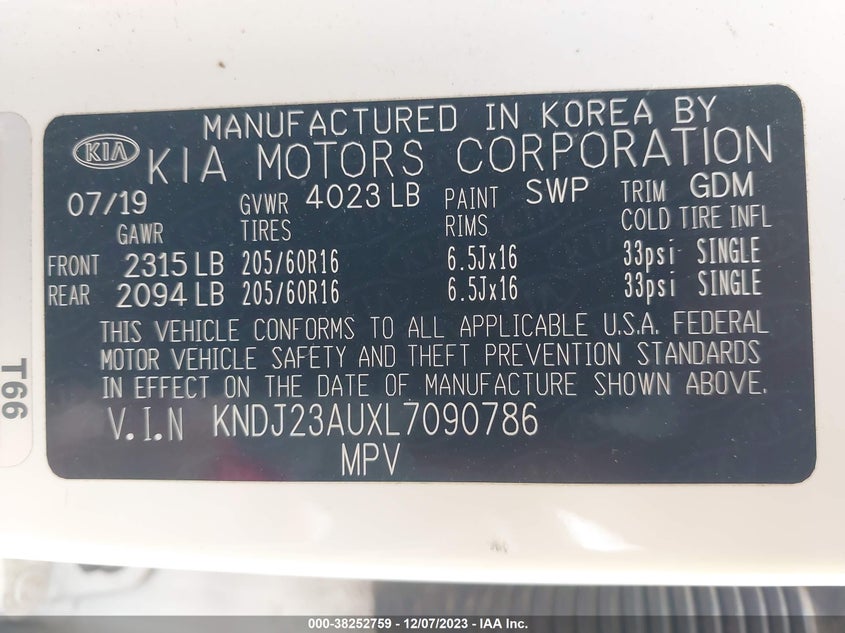 MANUFACTURED IN KOREA BY
KIA KIA MOTORS CORPORATION
07/19 GVWR 4023 LB PAINT SWP TRIM GDM
GAWR TIRES RIMS COLD TIRE INFL
FRONT 2315 LB 205/60R16 6.5Jx16 33psi SINGLE
REAR 2094 LB 205/60R16 6.5Jx16 33psi SINGLE
THIS VEHICLE CONFORMS TO ALL APPLICABLE U.S.A. FEDERAL
MOTOR VEHICLE SAFETY AND THEFT PREVENTION STANDARDS
IN EFFECT ON THE DATE OF MANUFACTURE SHOWN ABOVE.
V.I.N KNDJ23AUXL7090786
MPV
T66
000-38252759 - 12/07/2023 - IAA Inc.